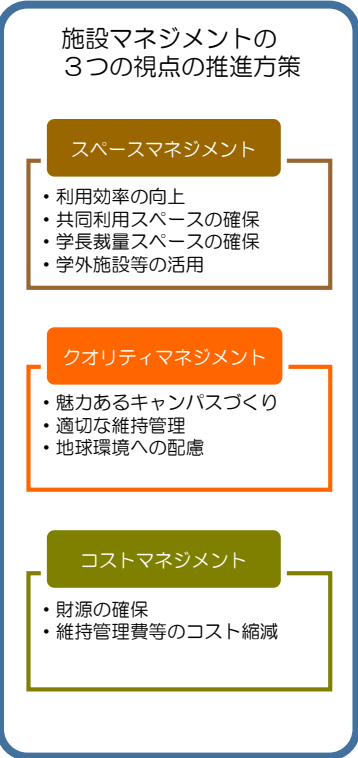 施設マネジメントの
３つの視点の推進方策
スペースマネジメント
・利用効率の向上
・共同利用スペースの確保
・学長裁量スペースの確保
・学外施設等の活用
クオリティマネジメント
・魅力あるキャンパスづくり
・適切な維持管理
・地球環境への配慮
コストマネジメント
・財源の確保
・維持管理費等のコスト縮減